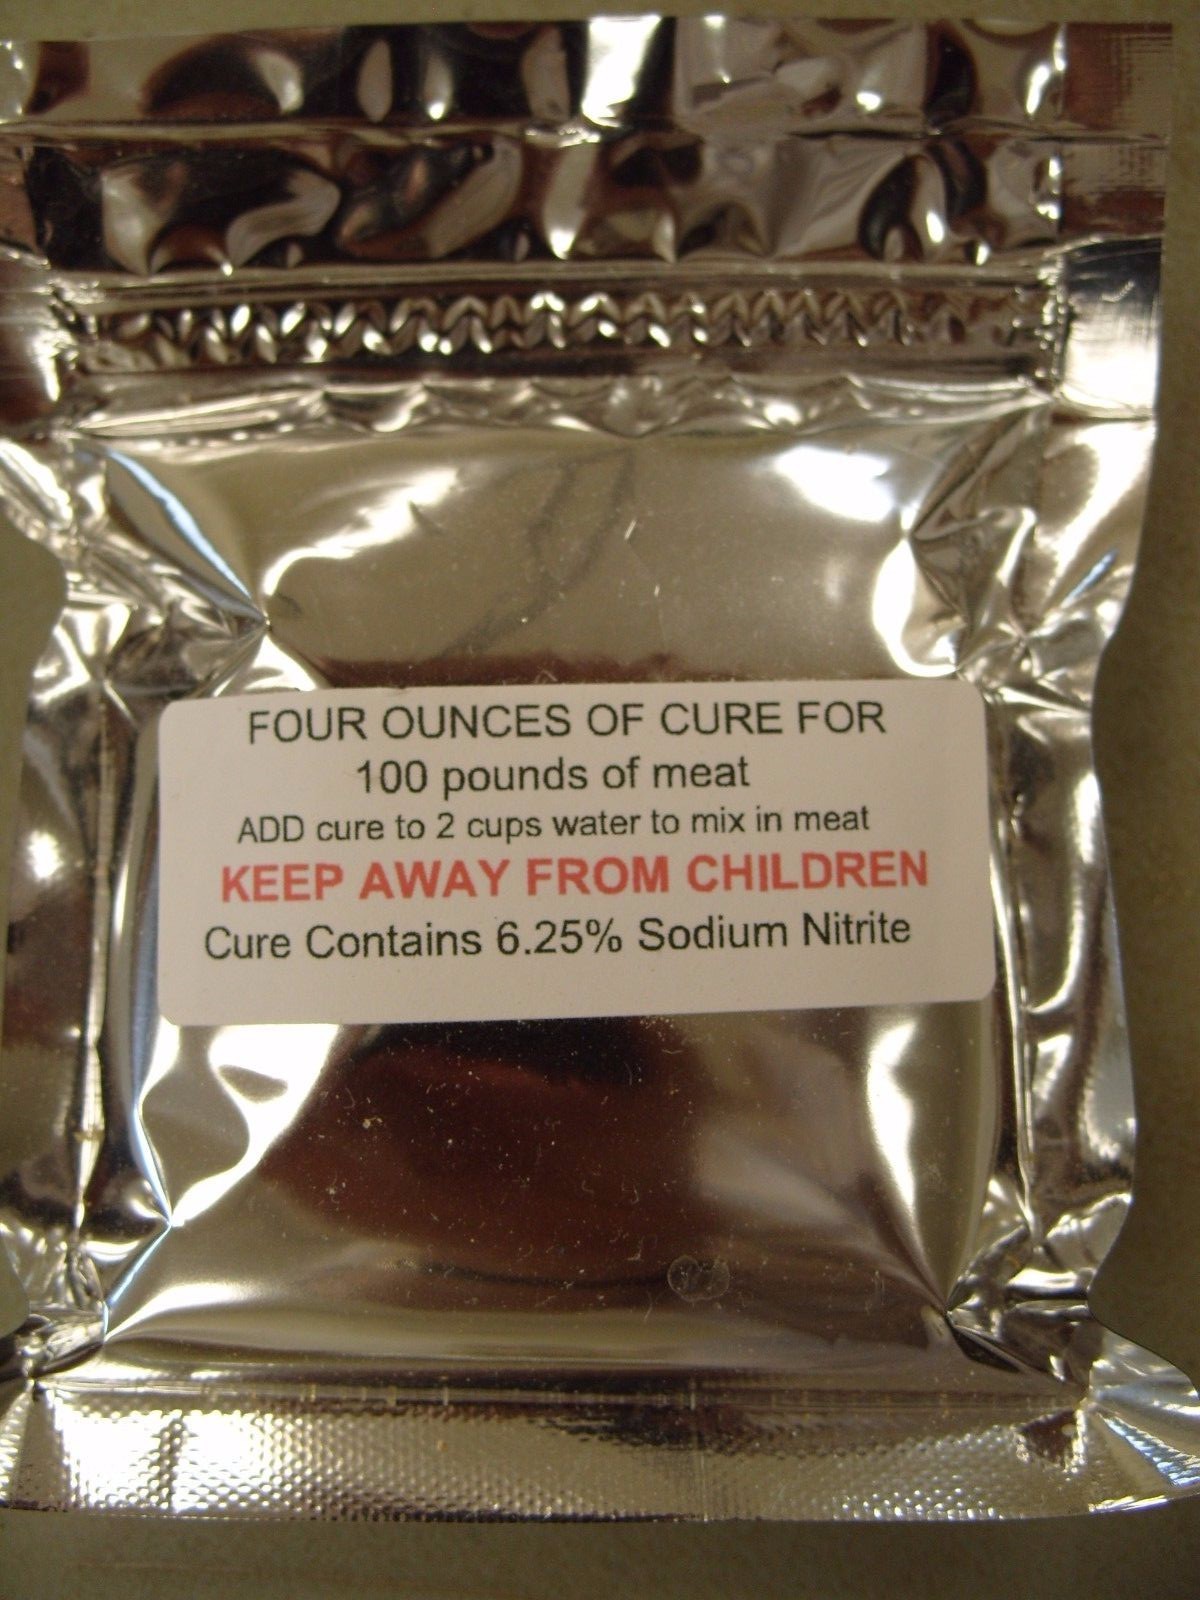 FOUR OUNCES OF CURE FOR
100 pounds of meat
ADD cure to 2 cups water to mix in meat
KEEP AWAY FROM CHILDREN
Cure Contains 6.25% Sodium Nitrite